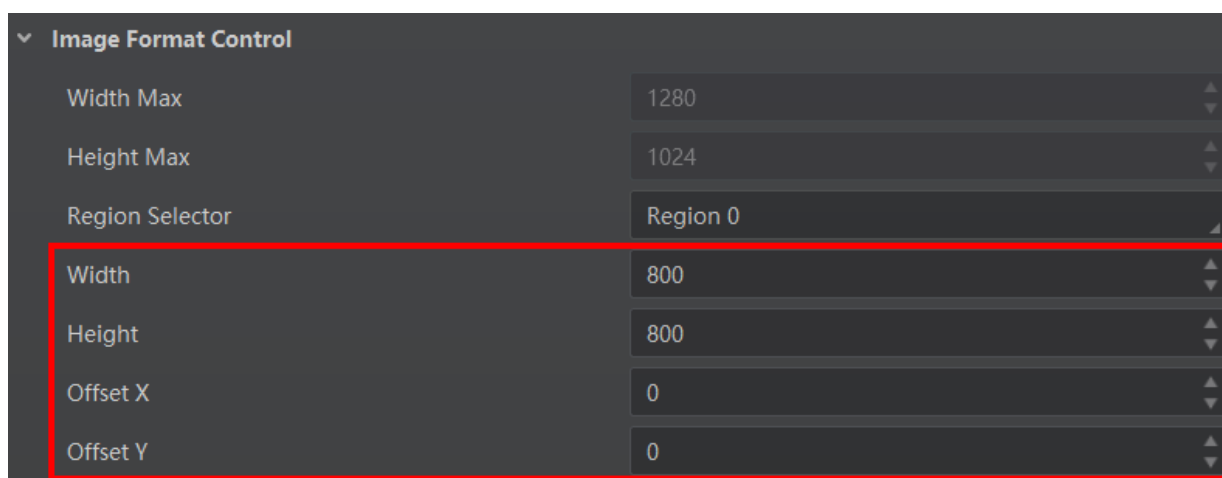 Image Format Control
Width Max 1280
Height Max 1024
Region Selector Region 0
Width 800
Height 800
Offset X 0
Offset Y 0